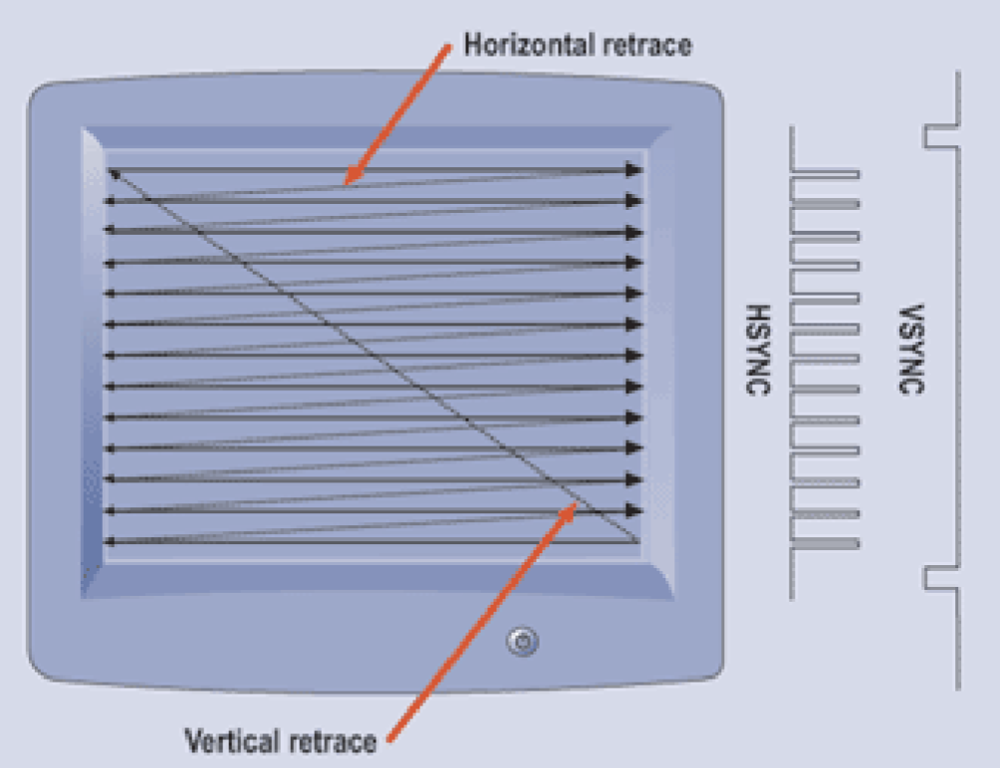 Horizontal retrace
HSYNC
VSYNC
Vertical retrace